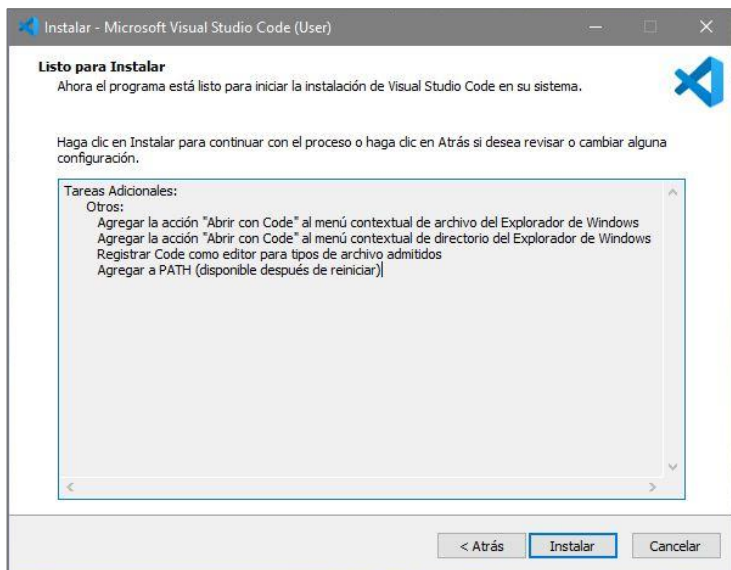 Instalar - Microsoft Visual Studio Code (User)
Listo para Instalar
Ahora el programa está listo para iniciar la instalación de Visual Studio Code en su sistema.
Haga clic en Instalar para continuar con el proceso o haga clic en Atrás si desea revisar o cambiar alguna
configuración.
Tareas Adicionales:
Otros:
Agregar la acción "Abrir con Code" al menú contextual de archivo del Explorador de Windows
Agregar la acción "Abrir con Code" al menú contextual de directorio del Explorador de Windows
Registrar Code como editor para tipos de archivo admitidos
Agregar a PATH (disponible después de reiniciar)
< Atrás Instalar Cancelar